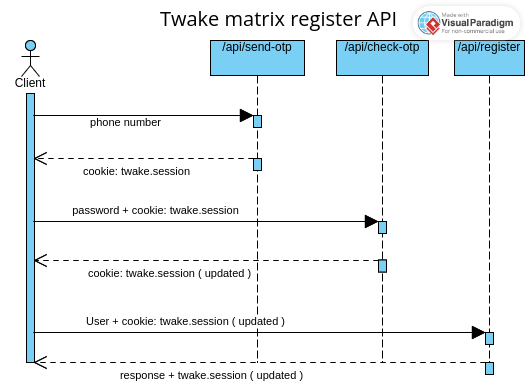 Twake matrix register API
Made with
Visual Paradigm
For non-commercial use
/api/send-otp
/api/check-otp
/api/register
Client
phone number
cookie: twake.session
password + cookie: twake.session
cookie: twake.session ( updated )
User + cookie: twake.session ( updated )
response + twake.session ( updated )